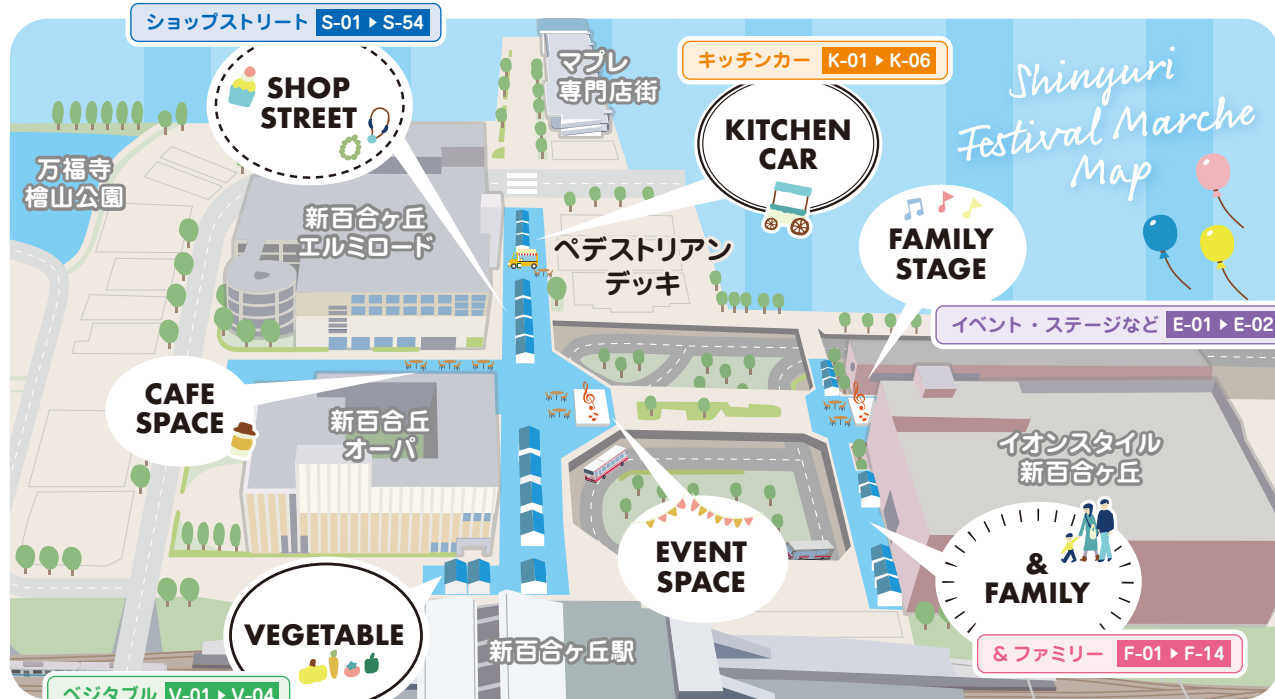 ショップストリート S-01 ▶ S-54
SHOP
STREET
マプレ
専門店街
キッチンカー K-01 ▶ K-06
KITCHEN
CAR
Shinyuri
Festival Marche
Map
万福寺
檜山公園
新百合ヶ丘
エルミロード
ペデストリアン
デッキ
FAMILY
STAGE
イベント・ステージなど E-01 ▶ E-02
CAFE
SPACE
新百合丘
オーパ
イオンスタイル
新百合ヶ丘
EVENT
SPACE
&
FAMILY
VEGETABLE
新百合ヶ丘駅
& ファミリー F-01 ▶ F-14
ベジタブル V-01 ▶ V-04